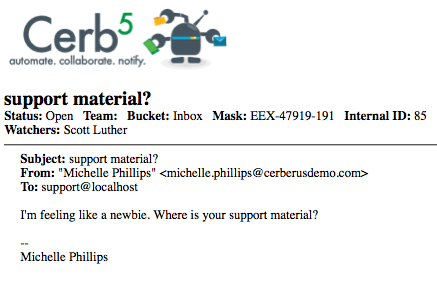 Cerb5
automate. collaborate. notify.
support material?
Status: Open Team: Bucket: Inbox Mask: EEX-47919-191 Internal ID: 85
Watchers: Scott Luther
Subject: support material?
From: "Michelle Phillips" <michelle.phillips@cerberusdemo.com>
To: support@localhost
I'm feeling like a newbie. Where is your support material?
--
Michelle Phillips